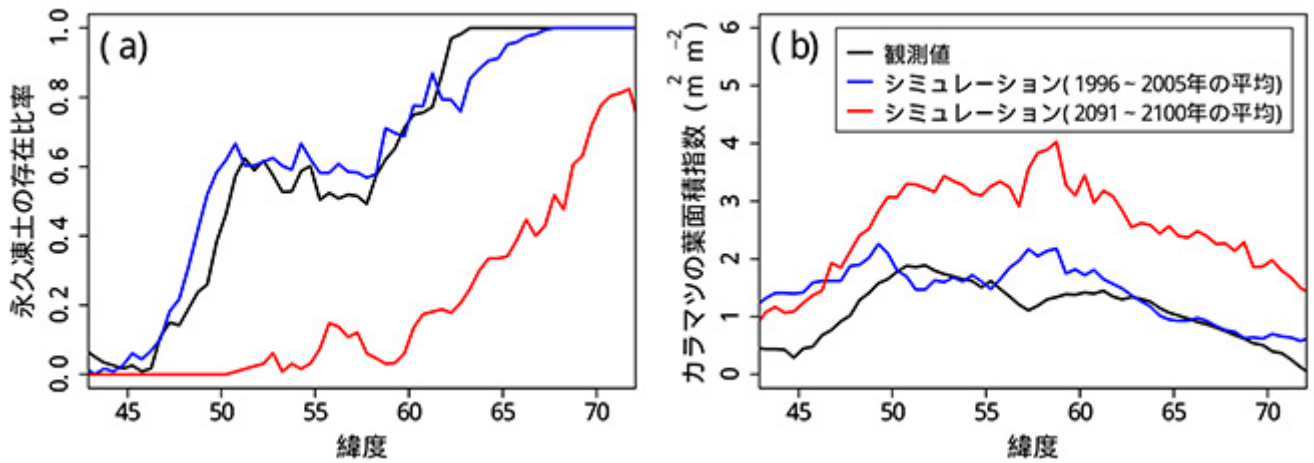 (a)
永久凍土の存在比率
1.0
0.8
0.6
0.4
0.2
0.0
45 50 55 60 65 70
緯度
(b)
カラマツの葉面積指数 (m² m⁻²)
6
5
4
3
2
1
0
観測値
シミュレーション(1996~2005年の平均)
シミュレーション(2091~2100年の平均)
45 50 55 60 65 70
緯度